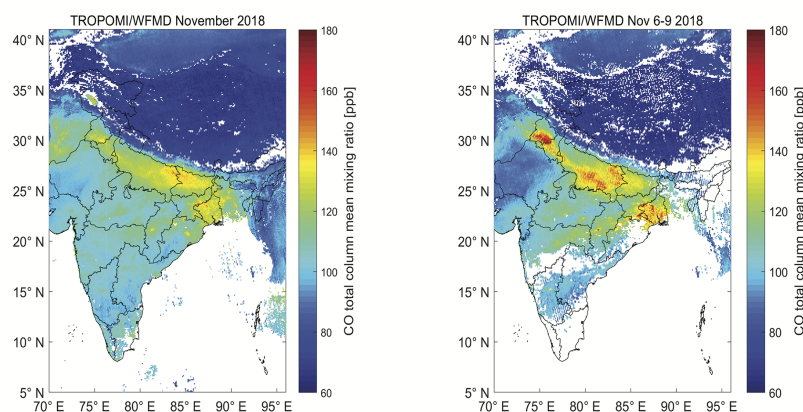 TROPOMI/WFMD November 2018
40° N
35° N
30° N
25° N
20° N
15° N
10° N
5° N
70° E 75° E 80° E 85° E 90° E 95° E
180
160
140
120
100
80
60
CO total column mean mixing ratio [ppb]
TROPOMI/WFMD Nov 6-9 2018
40° N
35° N
30° N
25° N
20° N
15° N
10° N
5° N
70° E 75° E 80° E 85° E 90° E 95° E
180
160
140
120
100
80
60
CO total column mean mixing ratio [ppb]